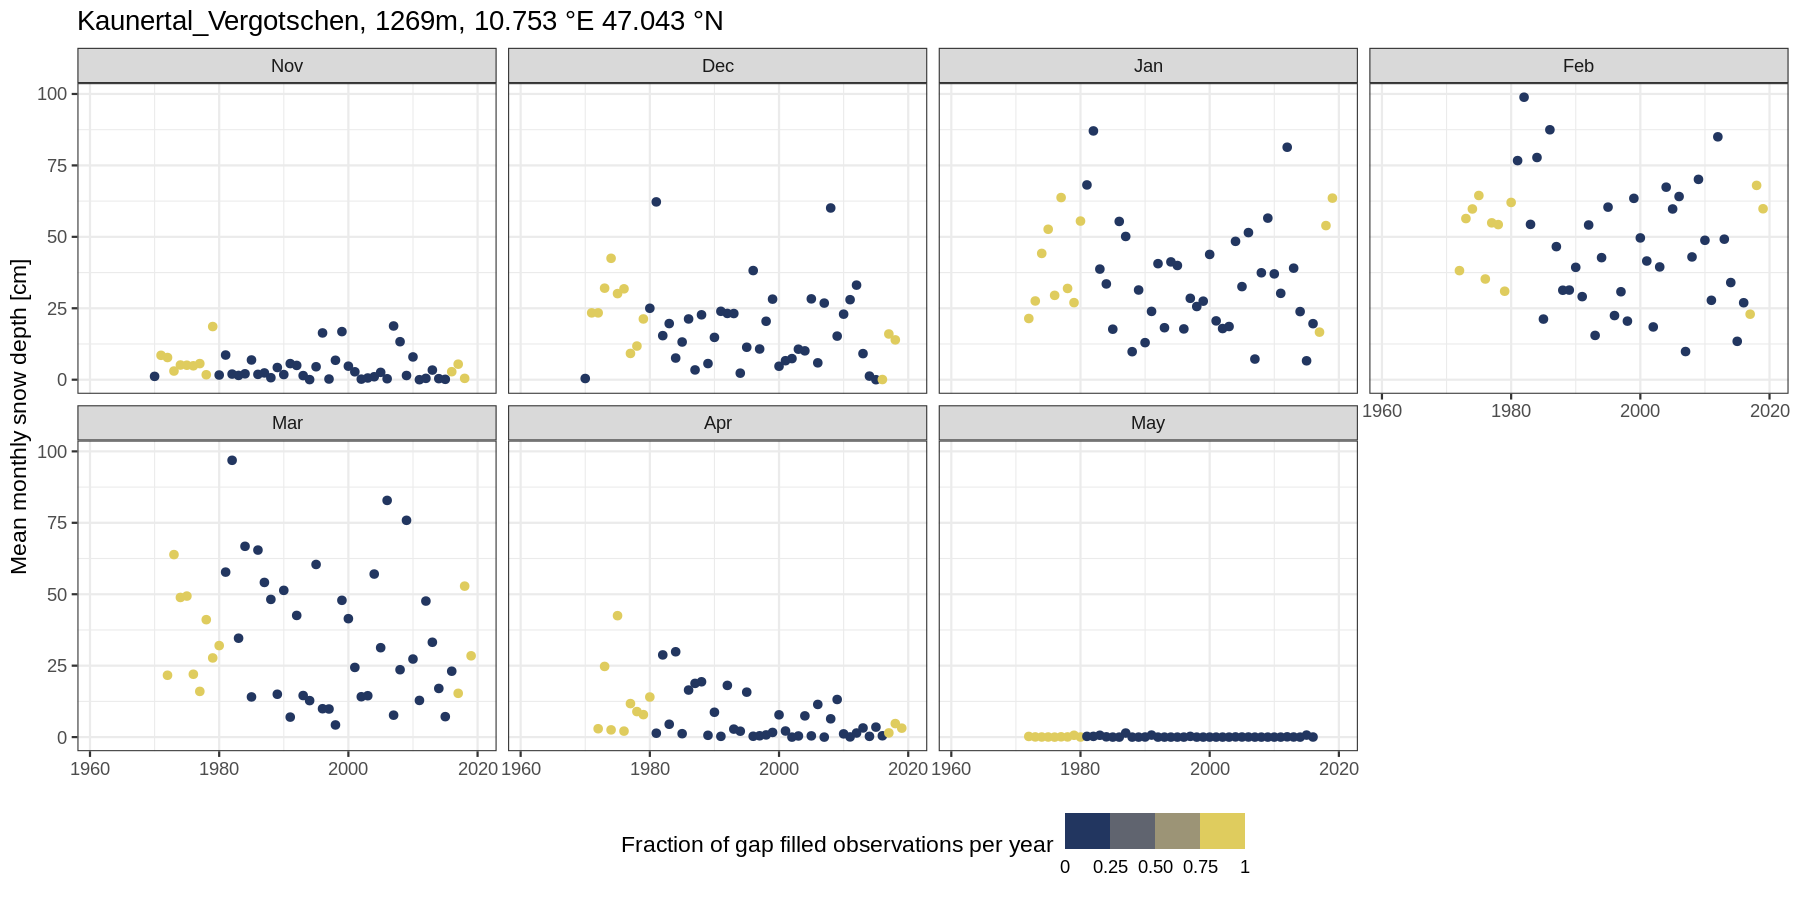 Kaunertal_Vergotschen, 1269m, 10.753 °E 47.043 °N
Nov
Dec
Jan
Feb
100
75
50
25
0
1960 1980 2000 2020
Mar
Apr
May
100
75
50
25
0
1960 1980 2000 2020
1960 1980 2000 2020
1960 1980 2000 2020
Mean monthly snow depth [cm]
Fraction of gap filled observations per year
0 0.25 0.50 0.75 1